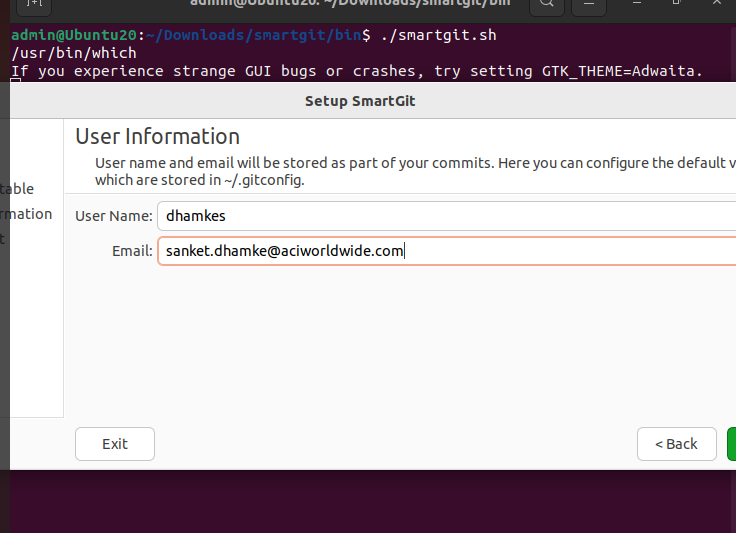 admin@Ubuntu20: ~/Downloads/smartgit/bin
admin@Ubuntu20:~/Downloads/smartgit/bin$ ./smartgit.sh
/usr/bin/which
If you experience strange GUI bugs or crashes, try setting GTK_THEME=Adwaita.
Setup SmartGit
User Information
User name and email will be stored as part of your commits. Here you can configure the default v
which are stored in ~/.gitconfig.
table
rmation
t
User Name: dhamkes
Email: sanket.dhamke@aciworldwide.com
Exit
< Back